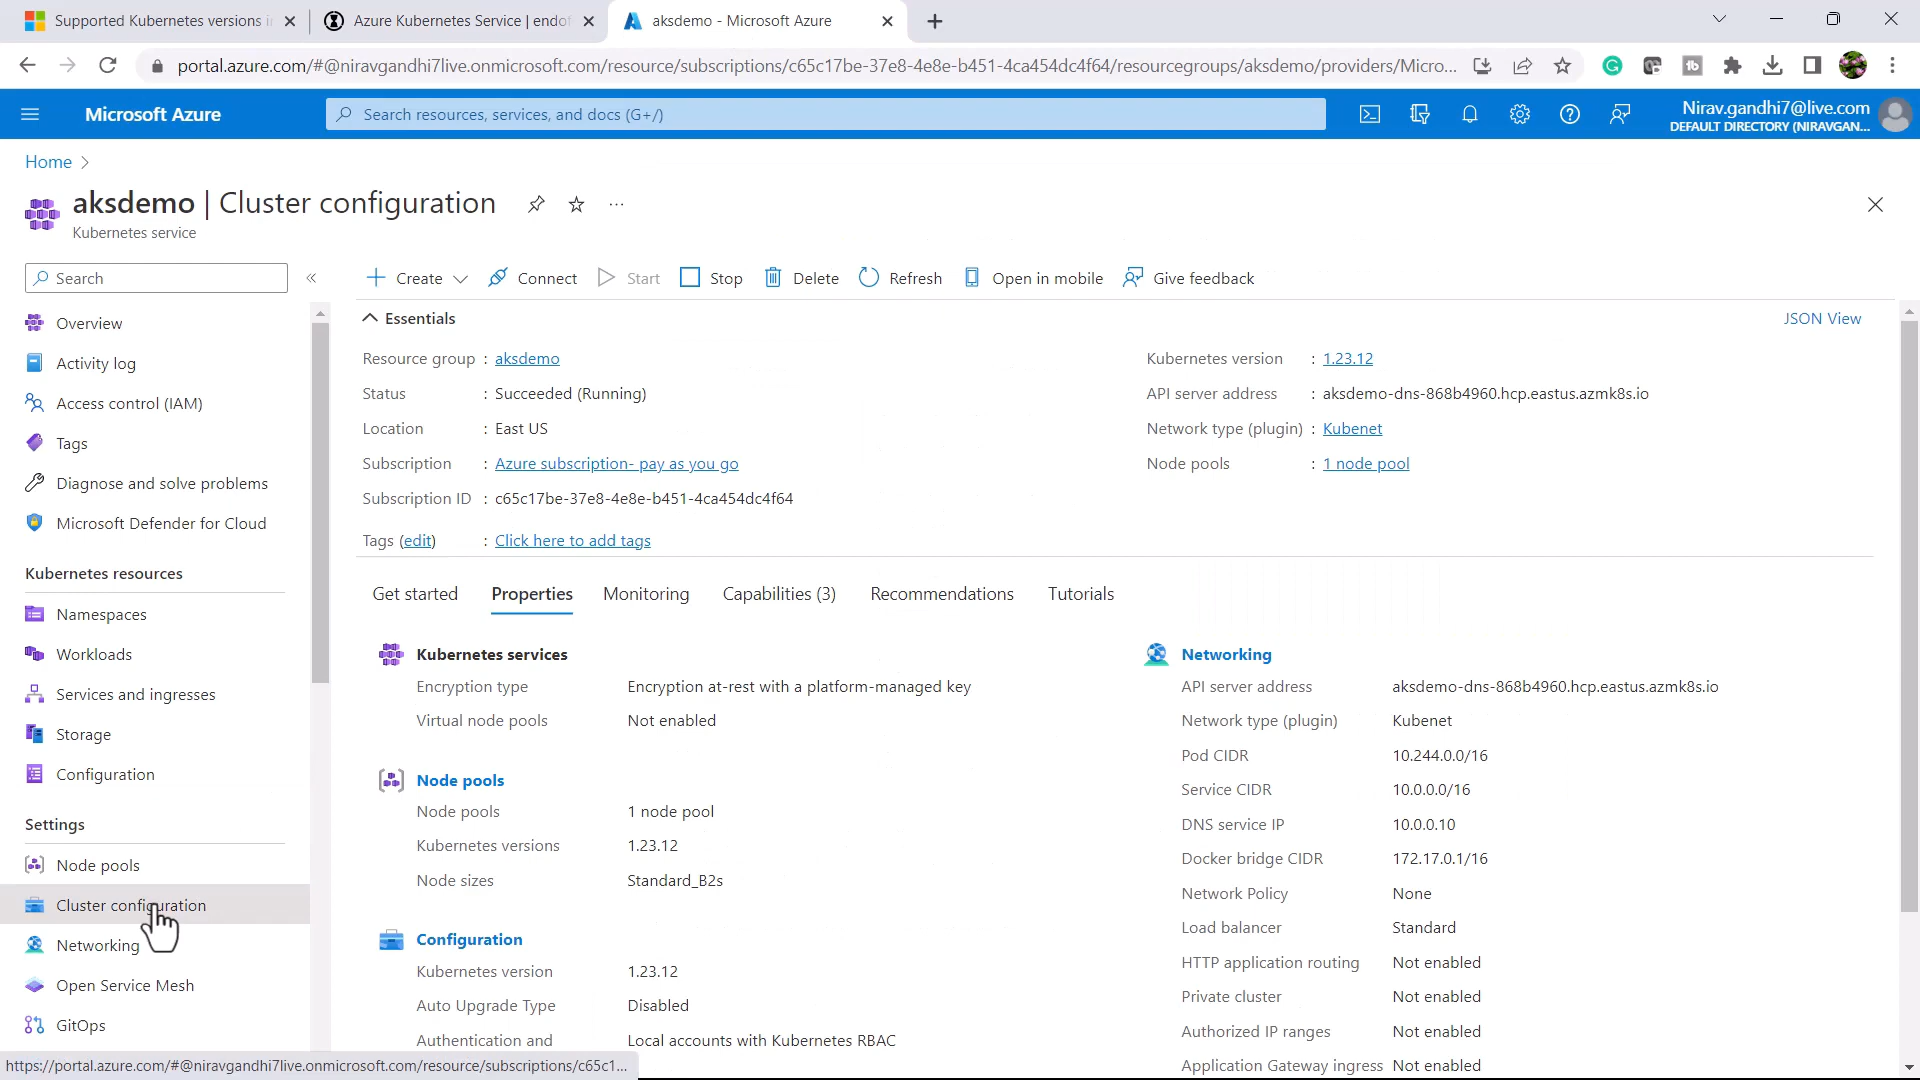 Supported Kubernetes versions i
Azure Kubernetes Service | endof
aksdemo - Microsoft Azure
portal.azure.com/#@niravgandhi7live.onmicrosoft.com/resource/subscriptions/c65c17be-37e8-4e8e-b451-4ca454dc4f64/resourcegroups/aksdemo/providers/Micro...
Microsoft Azure
Search resources, services, and docs (G+/)
Nirav.gandhi7@live.com
DEFAULT DIRECTORY (NIRAVGAN...
Home
aksdemo | Cluster configuration
...
Kubernetes service
Search
«
Create
Connect
Start
Stop
Delete
Refresh
Open in mobile
Give feedback
Overview
Activity log
Access control (IAM)
Tags
Diagnose and solve problems
Microsoft Defender for Cloud
Kubernetes resources
Namespaces
Workloads
Services and ingresses
Storage
Configuration
Settings
Node pools
Cluster configuration
Networking
Open Service Mesh
GitOps
Essentials
JSON View
Resource group : aksdemo
Status : Succeeded (Running)
Location : East US
Subscription : Azure subscription- pay as you go
Subscription ID : c65c17be-37e8-4e8e-b451-4ca454dc4f64
Tags (edit) : Click here to add tags
Kubernetes version : 1.23.12
API server address : aksdemo-dns-868b4960.hcp.eastus.azmk8s.io
Network type (plugin) : Kubenet
Node pools : 1 node pool
Get started
Properties
Monitoring
Capabilities (3)
Recommendations
Tutorials
Kubernetes services
Encryption type Encryption at-rest with a platform-managed key
Virtual node pools Not enabled
Node pools
Node pools 1 node pool
Kubernetes versions 1.23.12
Node sizes Standard_B2s
Configuration
Kubernetes version 1.23.12
Auto Upgrade Type Disabled
Authentication and Local accounts with Kubernetes RBAC
Networking
API server address aksdemo-dns-868b4960.hcp.eastus.azmk8s.io
Network type (plugin) Kubenet
Pod CIDR 10.244.0.0/16
Service CIDR 10.0.0.0/16
DNS service IP 10.0.0.10
Docker bridge CIDR 172.17.0.1/16
Network Policy None
Load balancer Standard
HTTP application routing Not enabled
Private cluster Not enabled
Authorized IP ranges Not enabled
Application Gateway ingress Not enabled
https://portal.azure.com/#@niravgandhi7live.onmicrosoft.com/resource/subscriptions/c65c1...